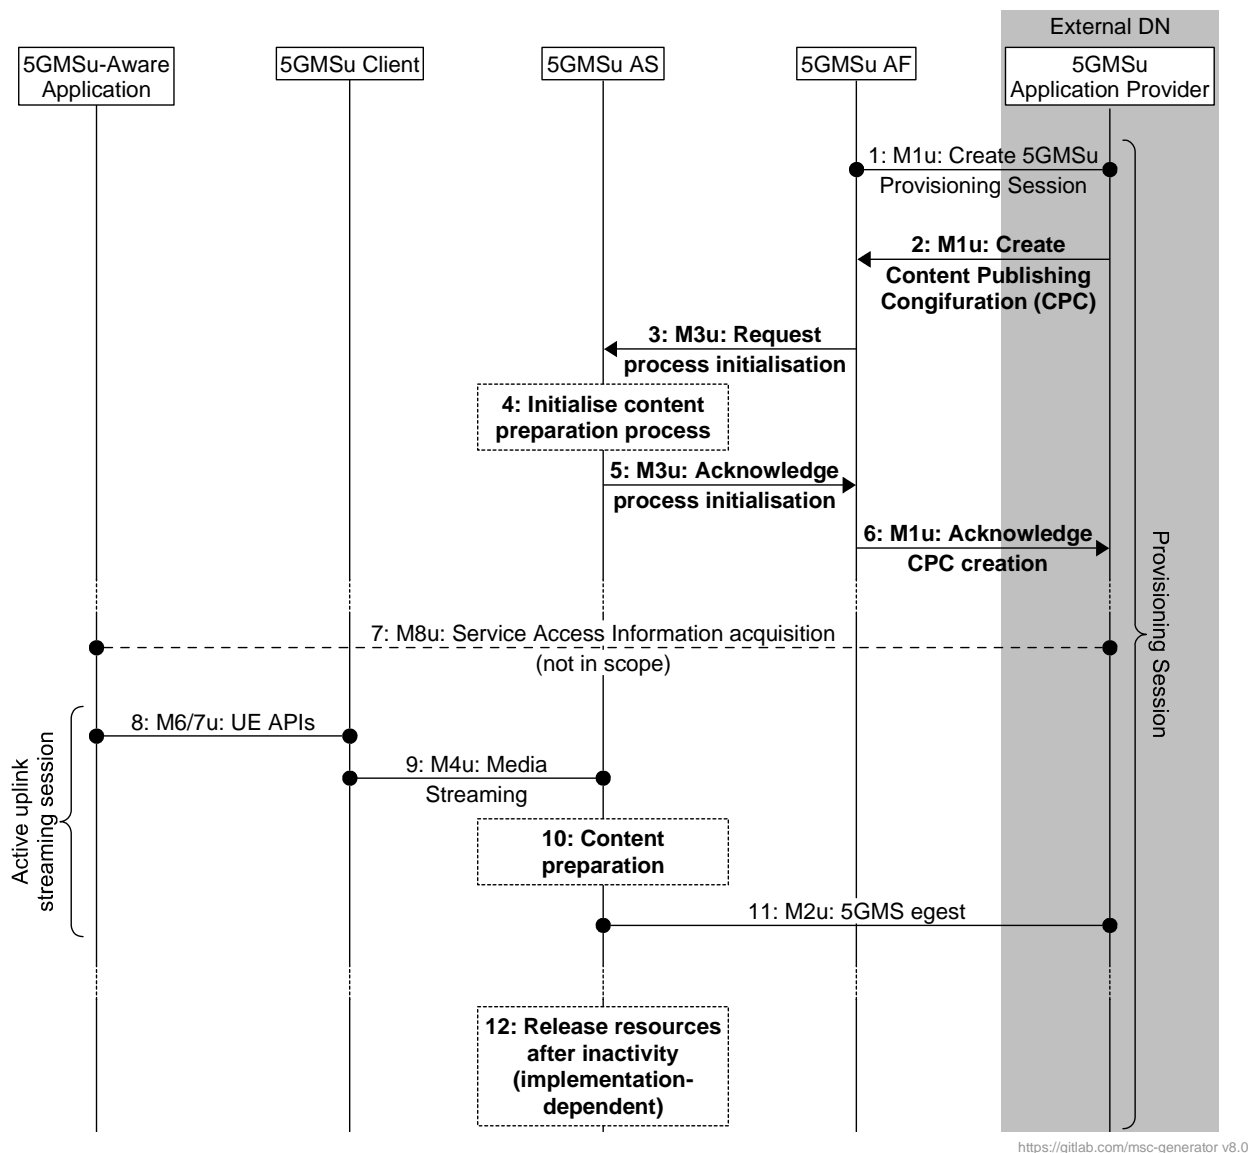 External DN
5GMSu-Aware
Application
5GMSu Client
5GMSu AS
5GMSu AF
5GMSu
Application Provider
1: M1u: Create 5GMSu
Provisioning Session
2: M1u: Create
Content Publishing
Congifuration (CPC)
3: M3u: Request
process initialisation
4: Initialise content
preparation process
5: M3u: Acknowledge
process initialisation
6: M1u: Acknowledge
CPC creation
Provisioning Session
7: M8u: Service Access Information acquisition
(not in scope)
Active uplink
streaming session
8: M6/7u: UE APIs
9: M4u: Media
Streaming
10: Content
preparation
11: M2u: 5GMS egest
12: Release resources
after inactivity
(implementation-
dependent)
https://gitlab.com/msc-generator v8.0